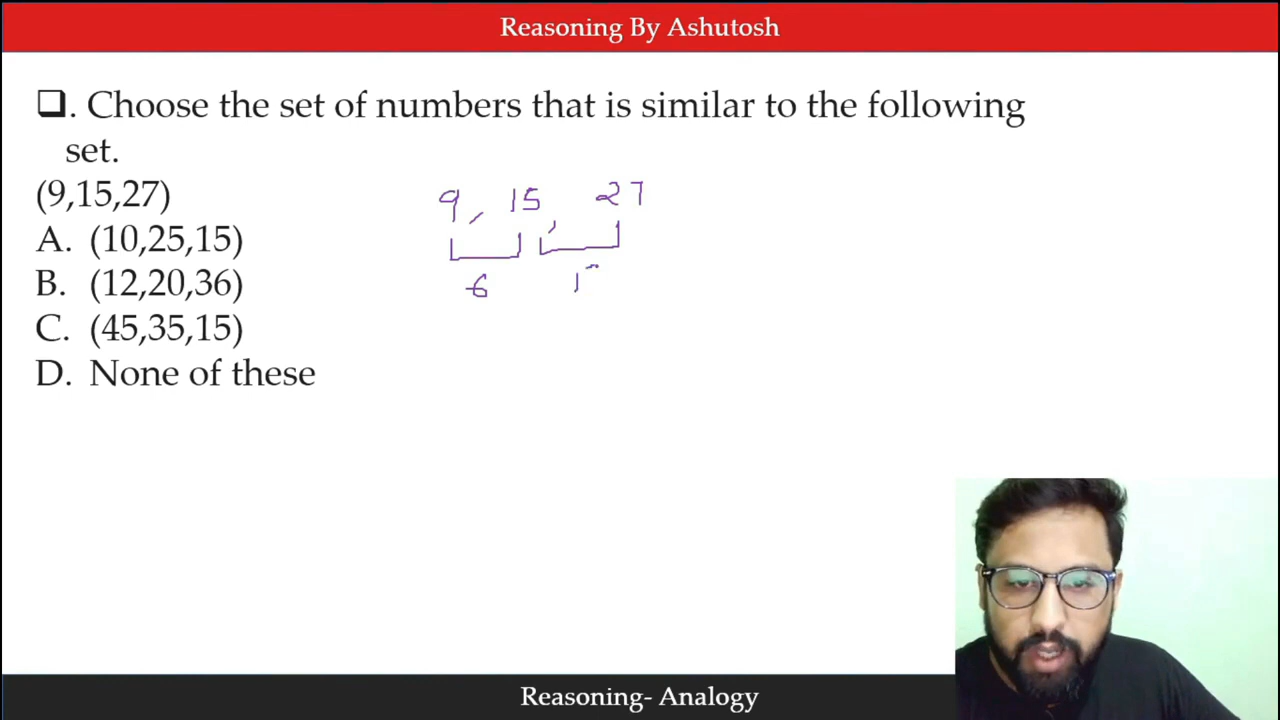 Reasoning By Ashutosh
❑. Choose the set of numbers that is similar to the following
set.
(9,15,27)
9, 15, 27
A. (10,25,15)
B. (12,20,36)
6
C. (45,35,15)
D. None of these
Reasoning- Analogy